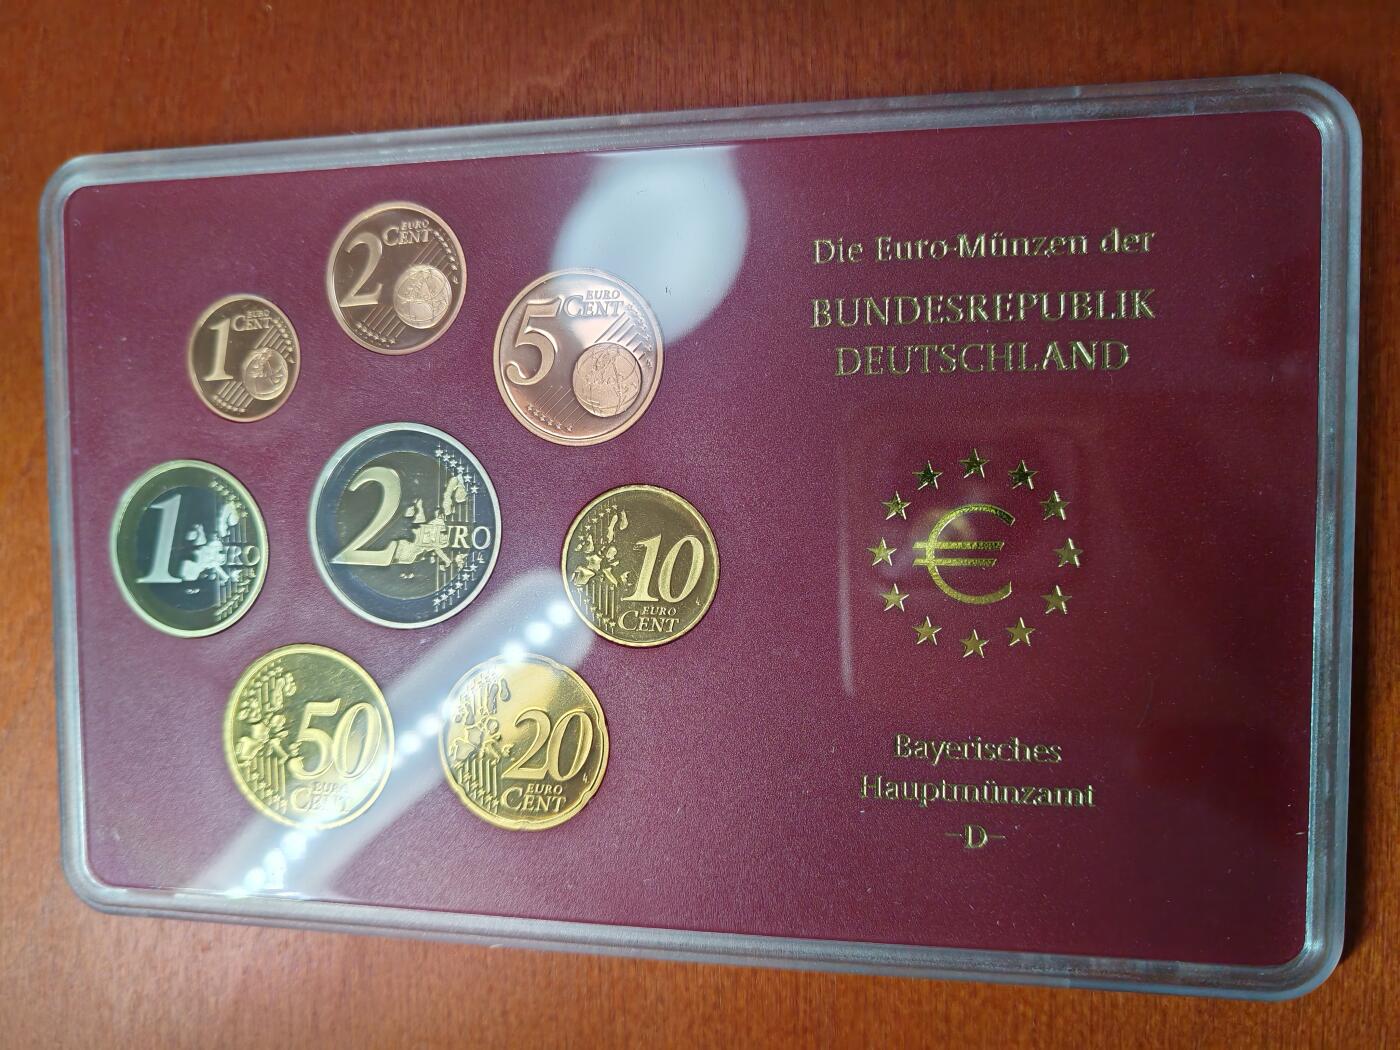 1 EURO CENT
2 EURO CENT
5 EURO CENT
1 EURO
2 EURO
10 EURO CENT
50 EURO CENT
20 EURO CENT
Die Euro-Münzen der
BUNDESREPUBLIK
DEUTSCHLAND
€
Bayerisches
Hauptmünzamt
-D-